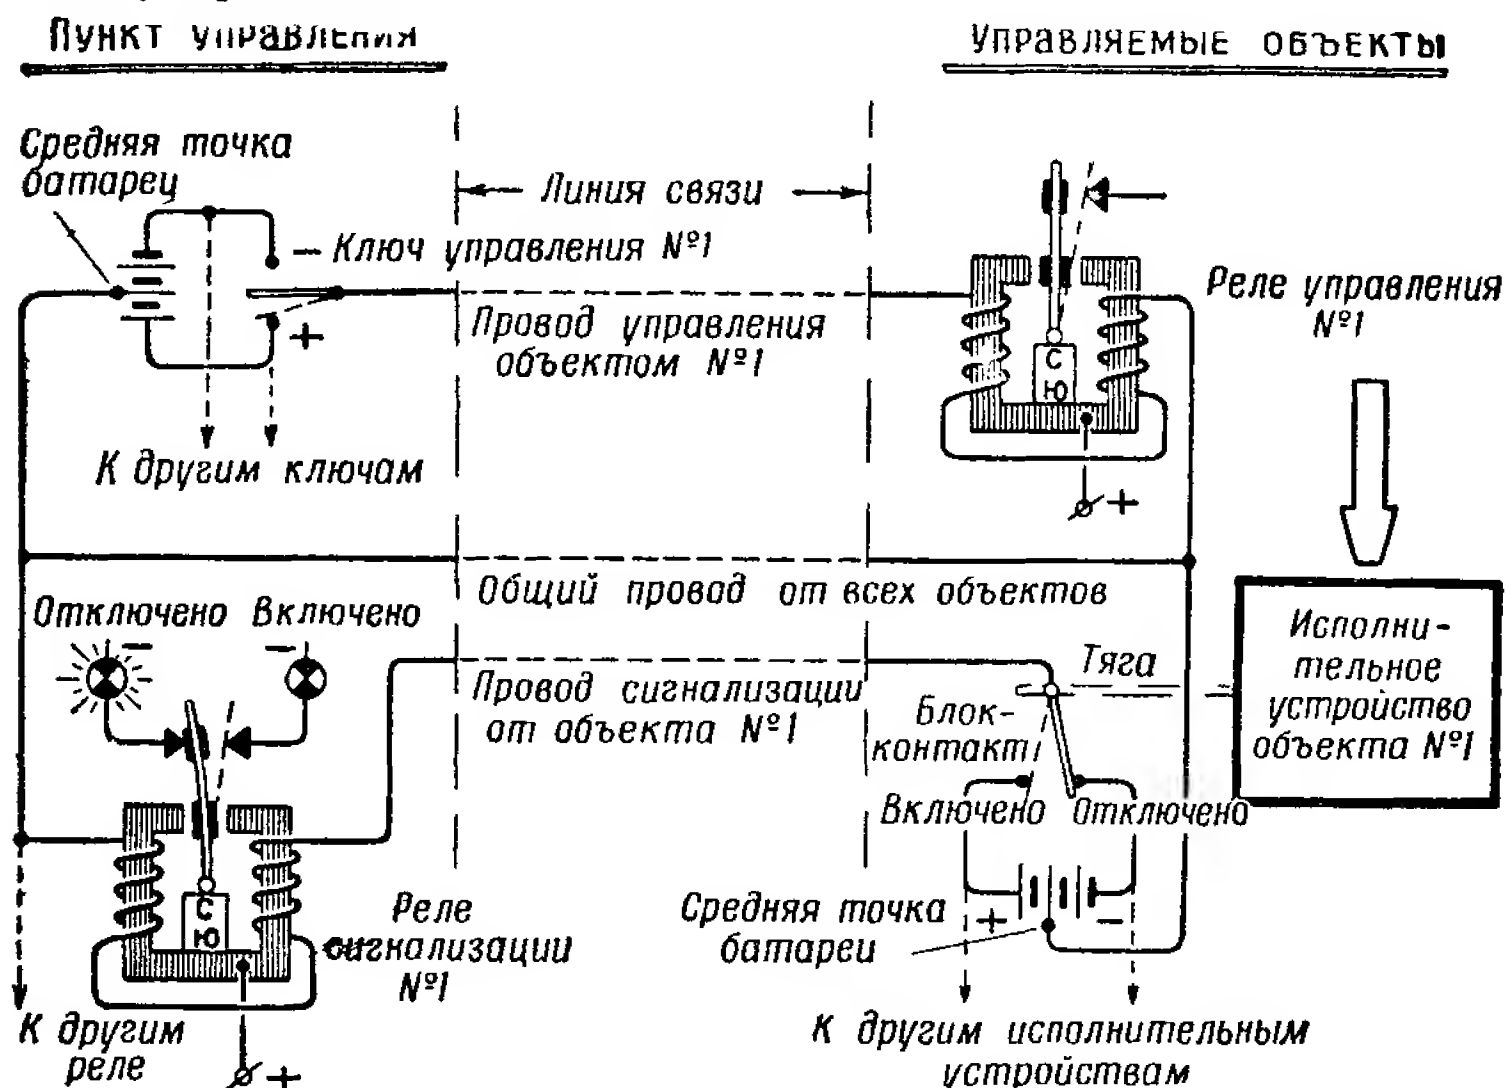 Пункт управления
Управляемые объекты
Средняя точка
батареи
Линия связи
− Ключ управления №1
+
Провод управления
объектом №1
К другим ключам
Реле управления
№1
С
Ю
+
Общий провод от всех объектов
Отключено Включено
−
−
Провод сигнализации
от объекта №1
Тяга
Блок-
контакт
Включено Отключено
Исполни-
тельное
устройство
объекта №1
С
Ю
Реле
сигнализации
№1
Средняя точка
батареи
+
−
К другим
реле
+
К другим исполнительным
устройствам